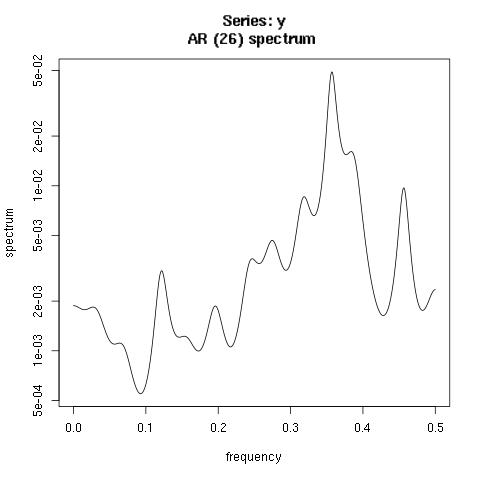 Series: y
AR (26) spectrum
spectrum
5e-02
2e-02
1e-02
5e-03
2e-03
1e-03
5e-04
0.0 0.1 0.2 0.3 0.4 0.5
frequency